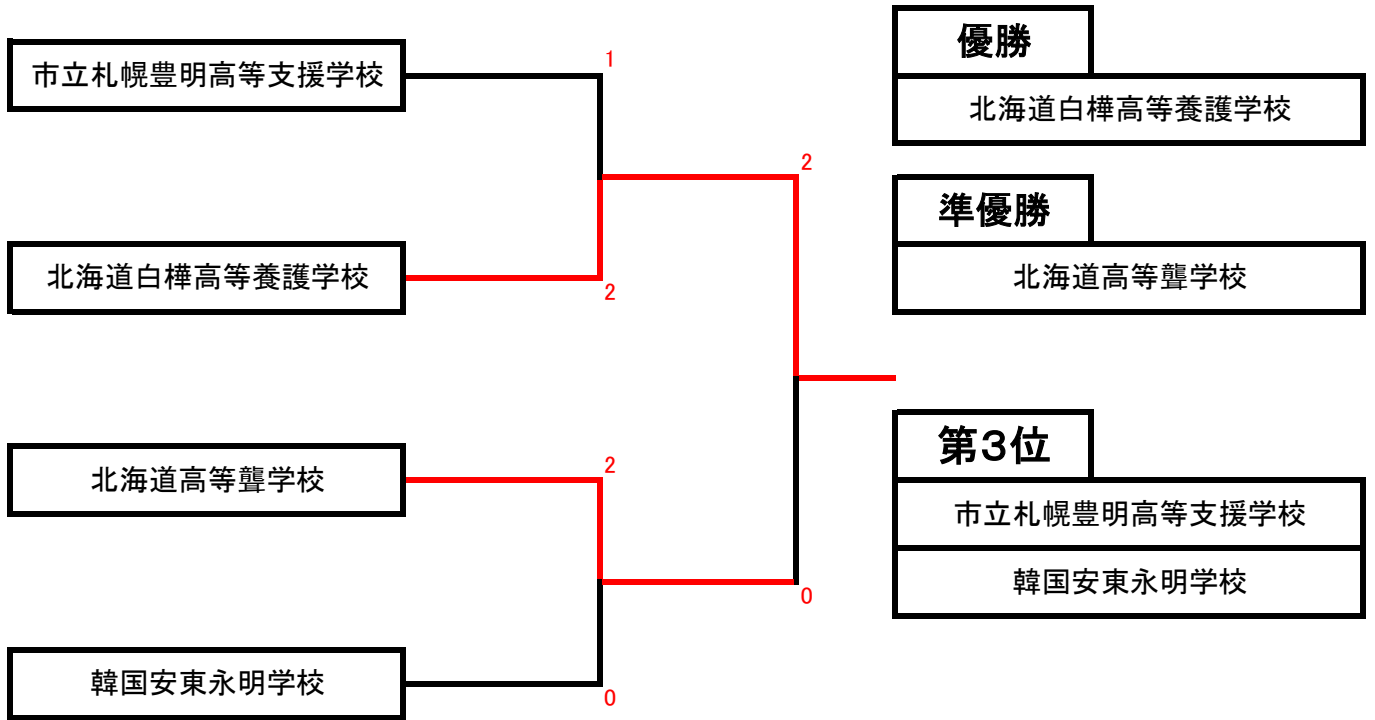 市立札幌豊明高等支援学校
1
北海道白樺高等養護学校
2
北海道高等聾学校
2
韓国安東永明学校
0
2
0
優勝
北海道白樺高等養護学校
準優勝
北海道高等聾学校
第3位
市立札幌豊明高等支援学校
韓国安東永明学校